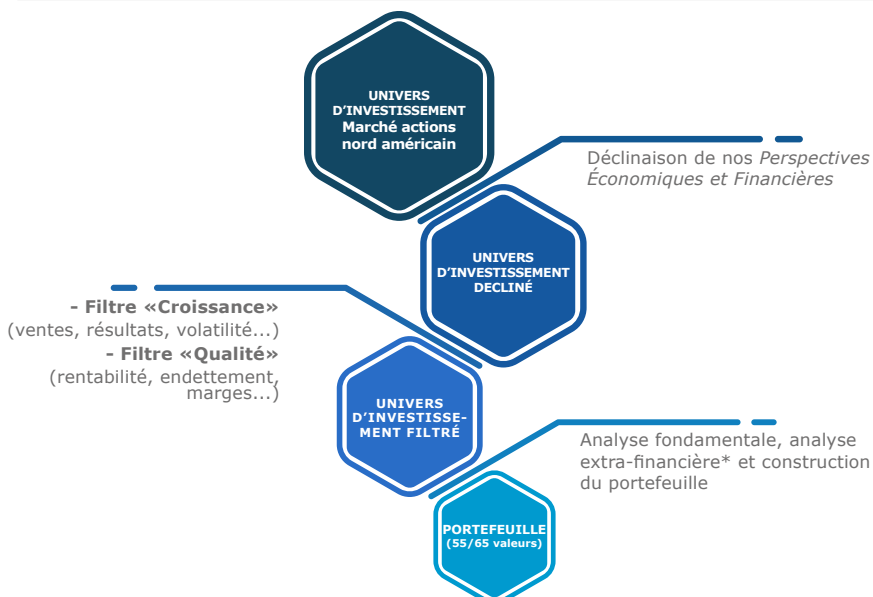 UNIVERS
D’INVESTISSEMENT
Marché actions
nord américain
Déclinaison de nos Perspectives
Économiques et Financières
UNIVERS
D’INVESTISSEMENT
DECLINÉ
- Filtre «Croissance»
(ventes, résultats, volatilité...)
- Filtre «Qualité»
(rentabilité, endettement,
marges...)
UNIVERS
D’INVESTISSE-
MENT FILTRÉ
Analyse fondamentale, analyse
extra-financière* et construction
du portefeuille
PORTEFEUILLE
(55/65 valeurs)